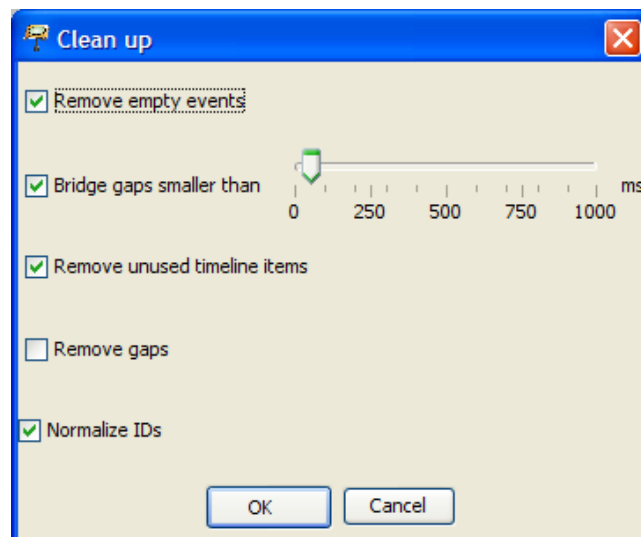 Clean up
Remove empty events
Bridge gaps smaller than
ms
0 250 500 750 1000
Remove unused timeline items
Remove gaps
Normalize IDs
OK Cancel